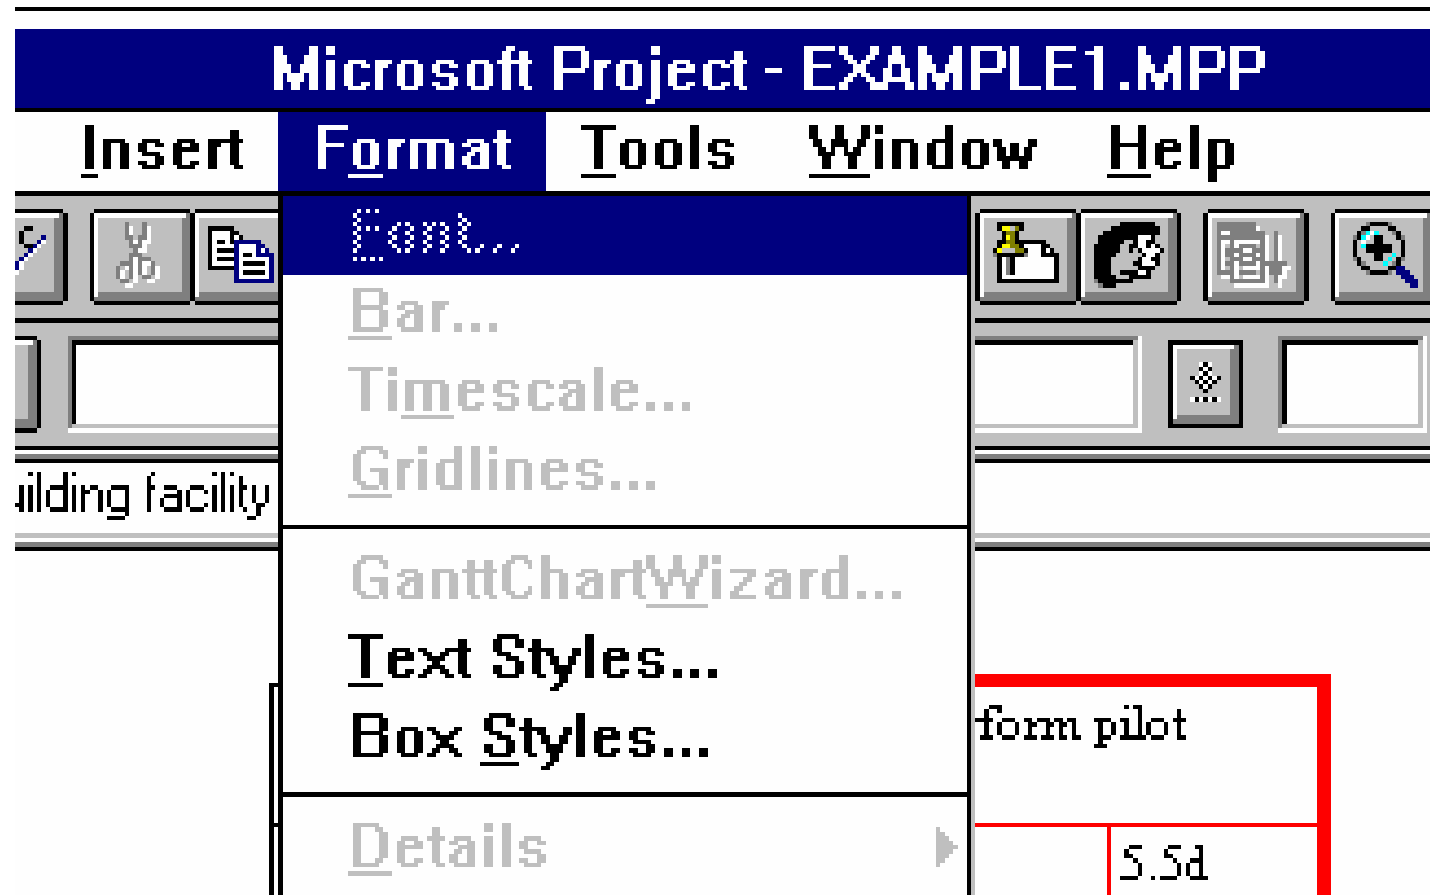 Microsoft Project - EXAMPLE1.MPP
Insert Format Tools Window Help
Font...
Bar...
Timescale...
Gridlines...
uilding facility
GanttChartWizard...
Text Styles...
Box Styles...
form pilot
Details
5.5d